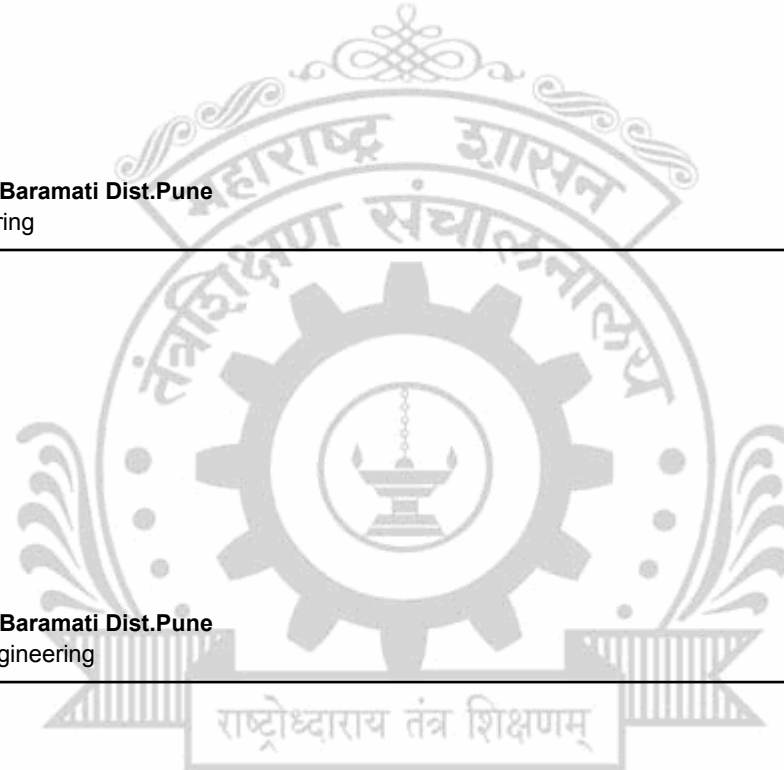 महाराष्ट्र शासन
Baramati Dist.Pune
ring
तंत्रशिक्षण संचालनालय
Baramati Dist.Pune
gineering
राष्ट्रोध्दाराय तंत्र शिक्षणम्